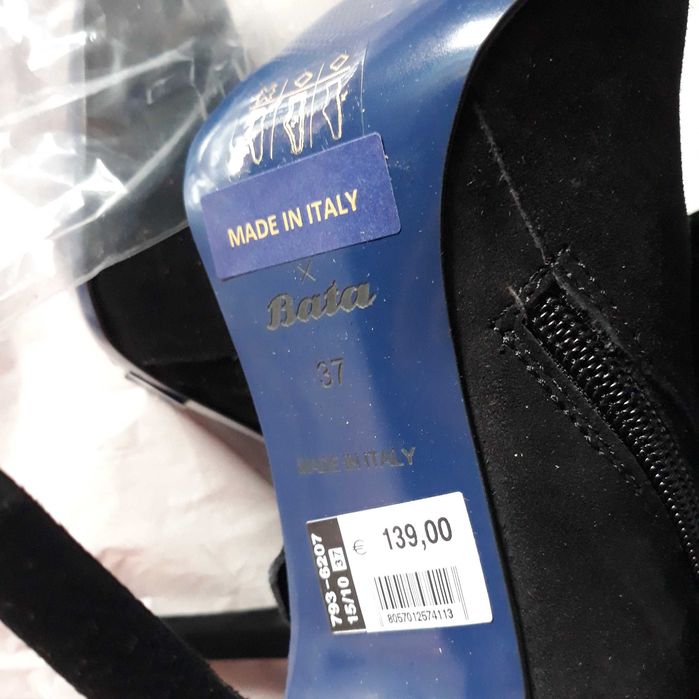 MADE IN ITALY
×
Bata
37
MADE IN ITALY
793-6207
15/10 37
€ 139,00
8057012574113